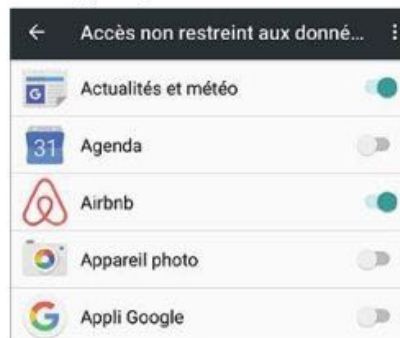 Accès non restreint aux donné...
Actualités et météo
31 Agenda
Airbnb
Appareil photo
Appli Google